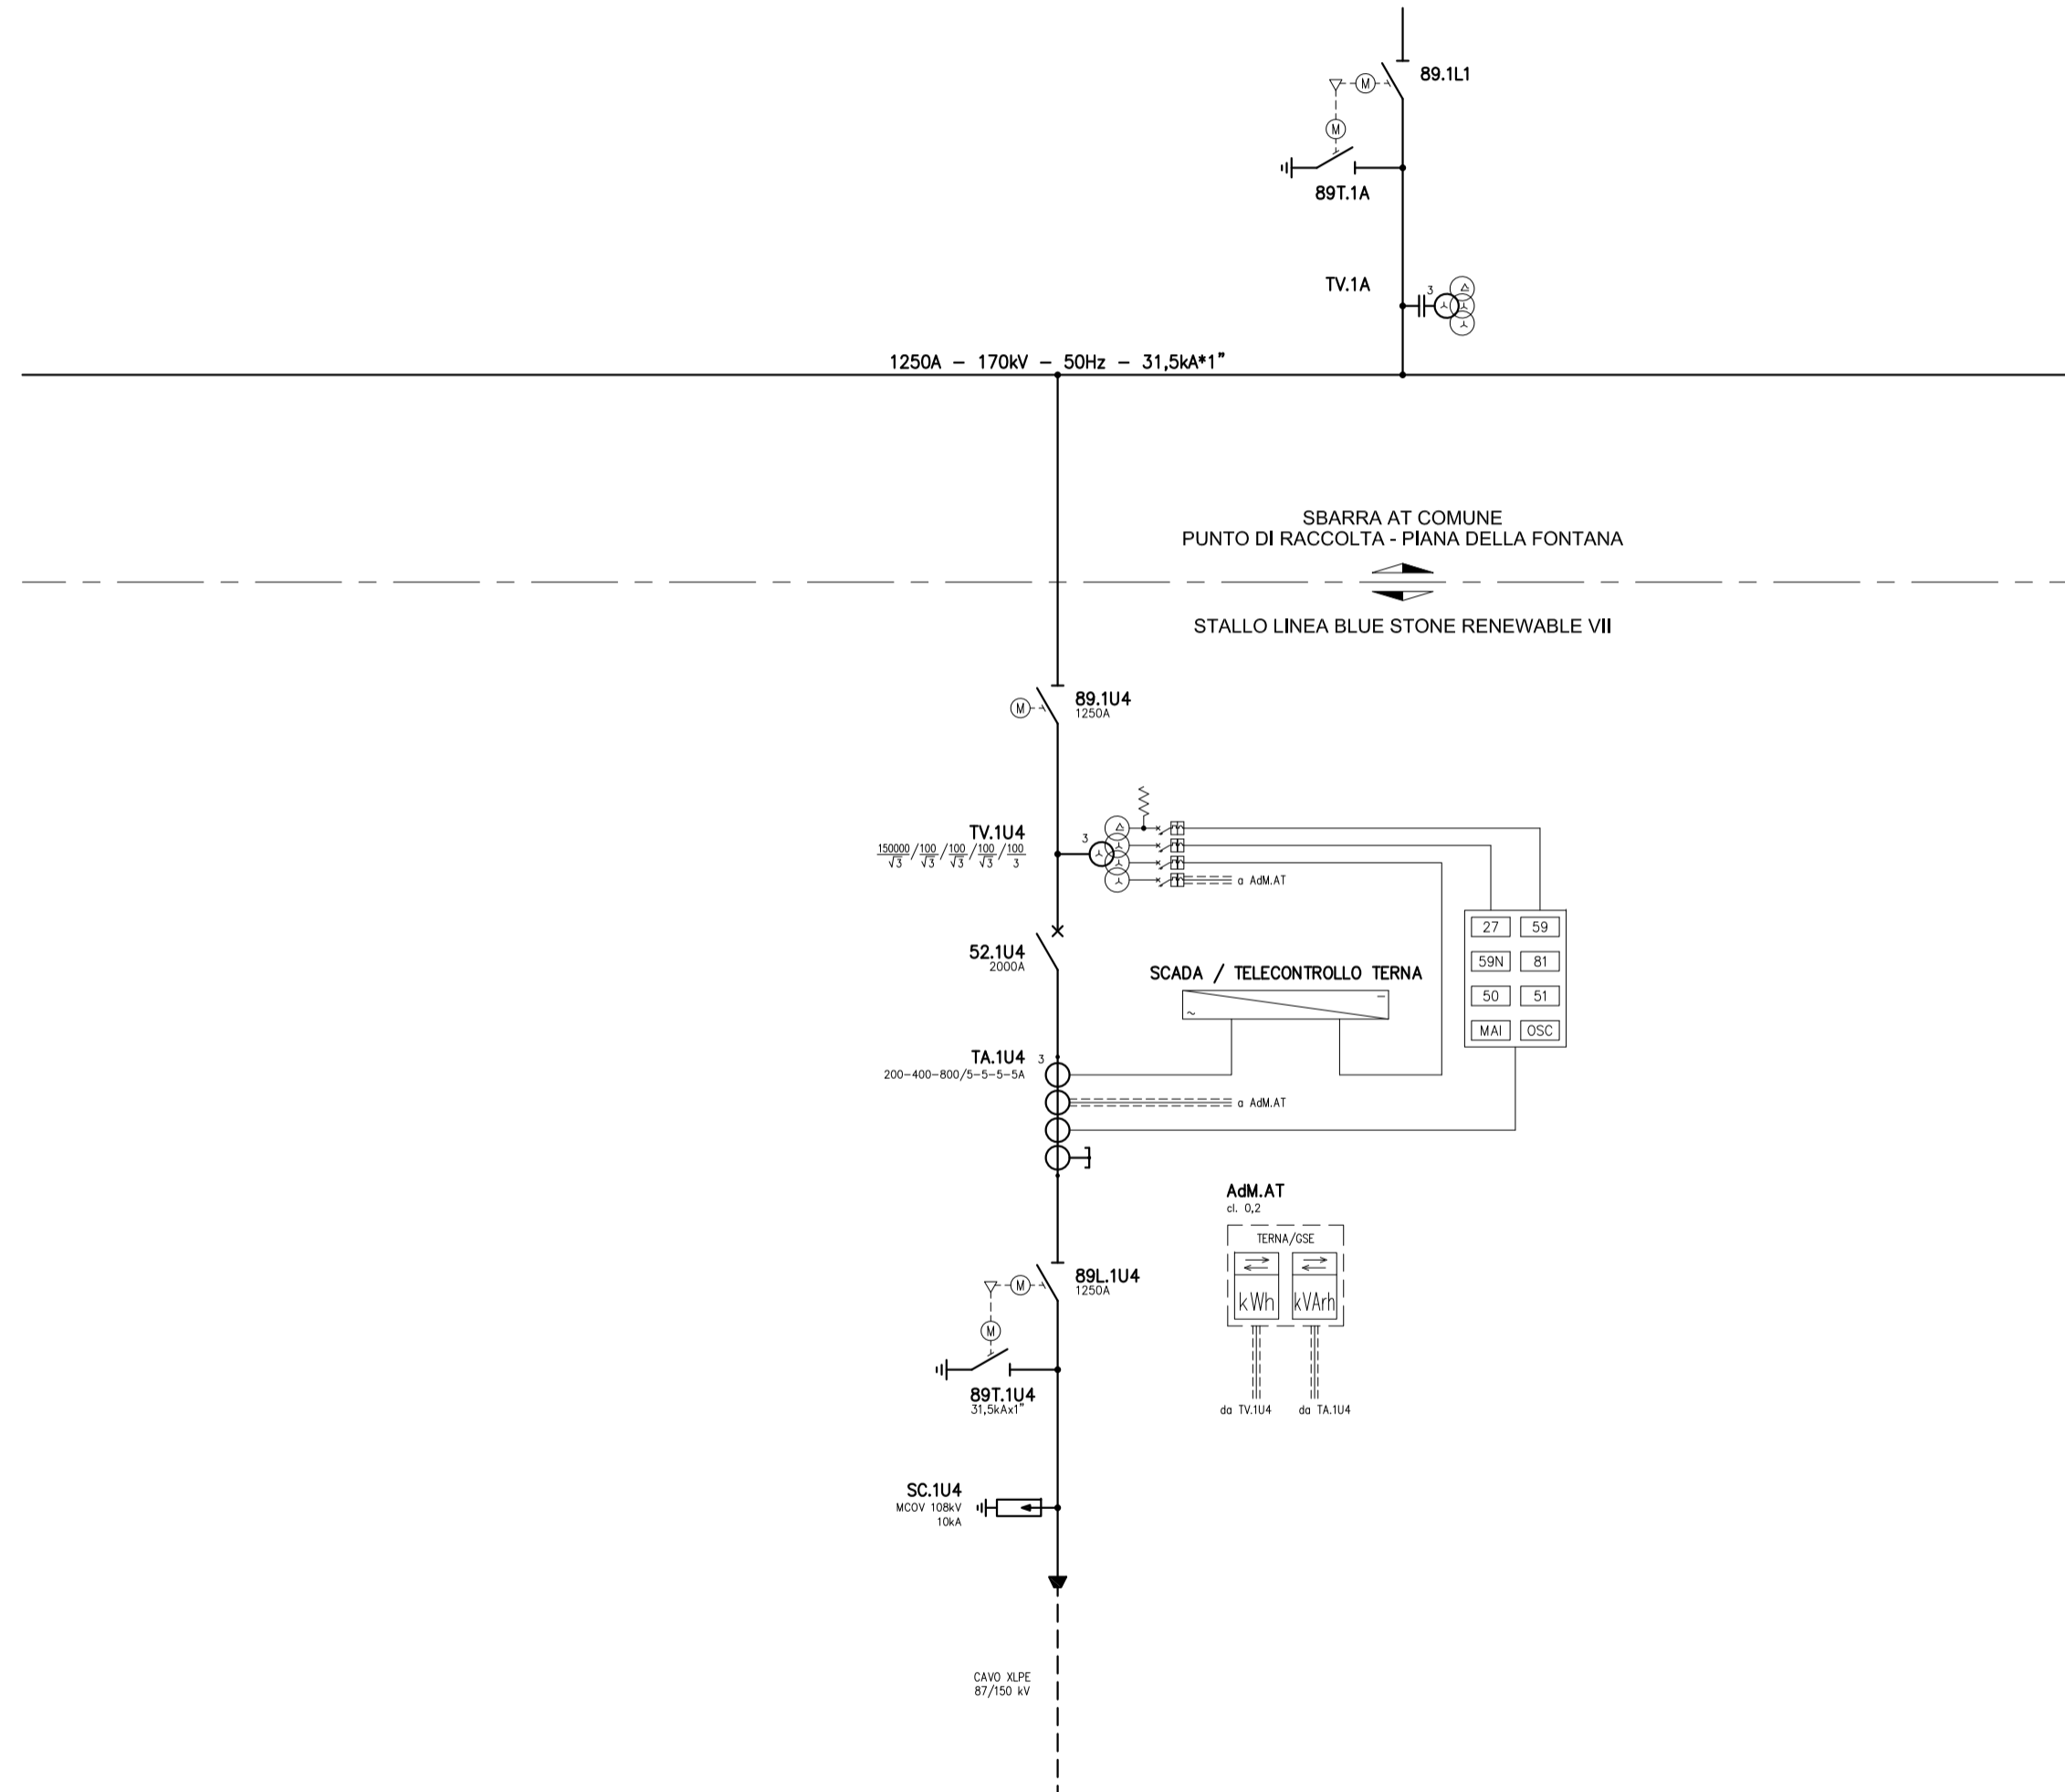 89.1L1
M
M
89T.1A
TV.1A
3
1250A - 170kV - 50Hz - 31,5kA*1"
SBARRA AT COMUNE
PUNTO DI RACCOLTA - PIANA DELLA FONTANA
STALLO LINEA BLUE STONE RENEWABLE VII
89.1U4
1250A
M
TV.1U4
150000/√3 / 100/√3 / 100/√3 / 100/√3 / 100/3
3
a AdM.AT
27 59
59N 81
50 51
MAI OSC
52.1U4
2000A
SCADA / TELECONTROLLO TERNA
~
–
TA.1U4
3
200-400-800/5-5-5-5A
a AdM.AT
AdM.AT
cl. 0,2
TERNA/GSE
kWh kVArh
da TV.1U4 da TA.1U4
89L.1U4
1250A
M
M
89T.1U4
31,5kAx1"
SC.1U4
MCOV 108kV
10kA
CAVO XLPE
87/150 kV